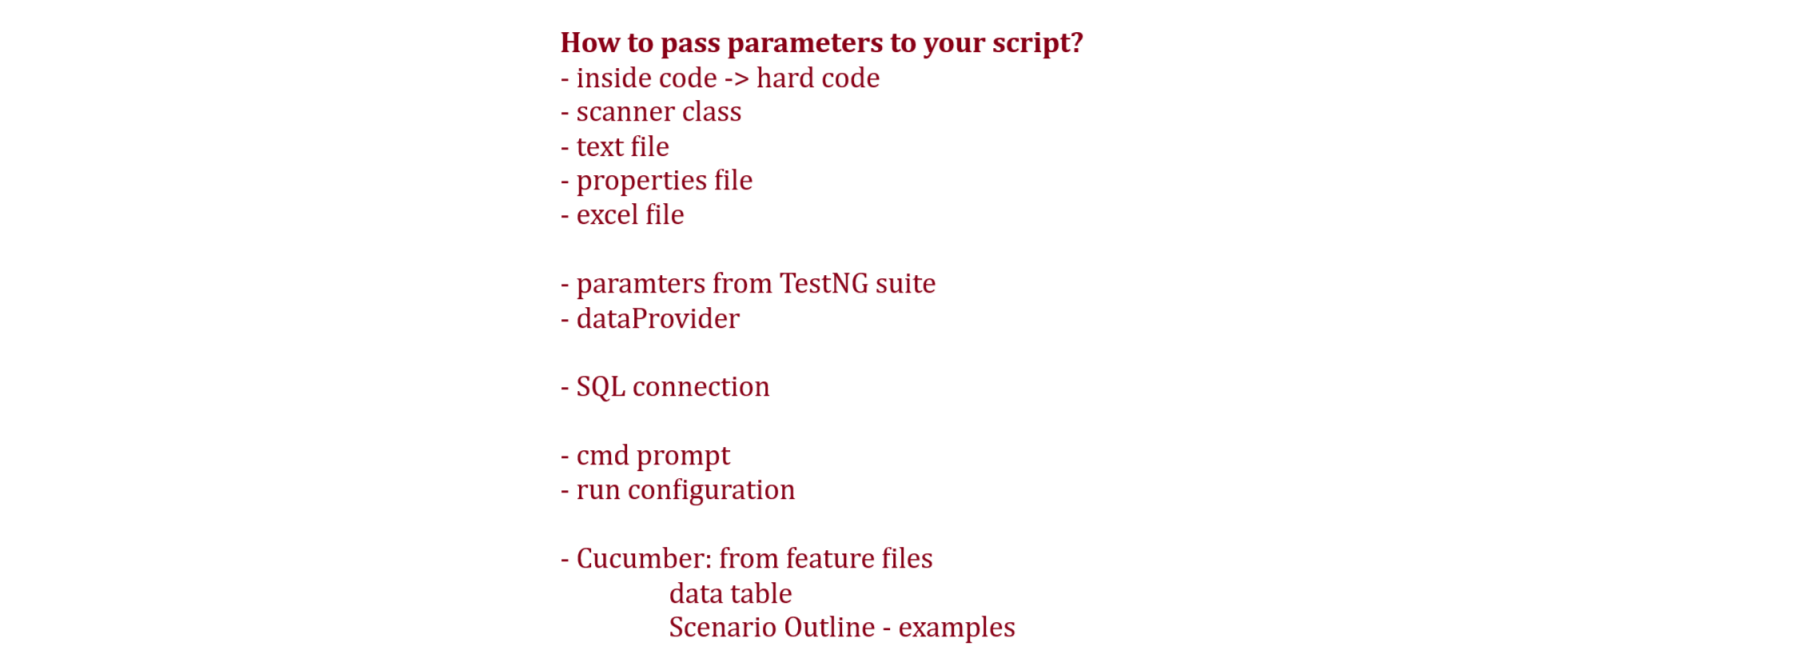 How to pass parameters to your script?
- inside code -> hard code
- scanner class
- text file
- properties file
- excel file
- paramters from TestNG suite
- dataProvider
- SQL connection
- cmd prompt
- run configuration
- Cucumber: from feature files
data table
Scenario Outline - examples